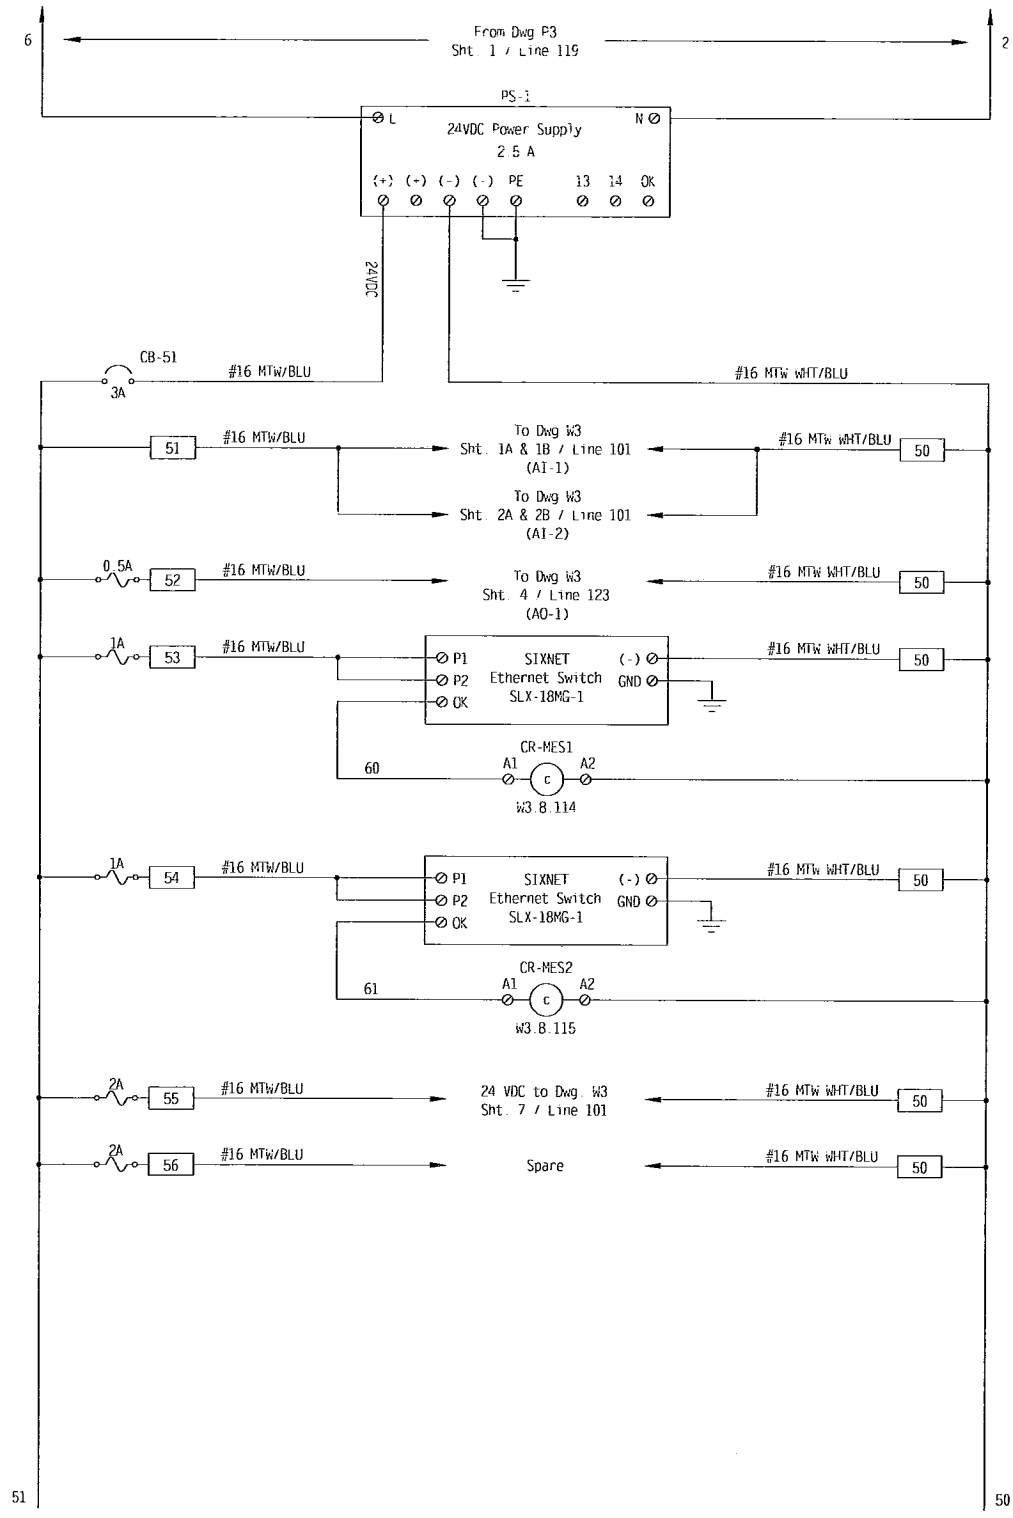 6
From Dwg P3
Sht. 1 / Line 119
2
PS-1
L
24VDC Power Supply
2.5 A
N
(+) (+) (-) (-) PE 13 14 OK
24VDC
CB-51
3A
#16 MTW/BLU
#16 MTW WHT/BLU
51
#16 MTW/BLU
To Dwg W3
Sht. 1A & 1B / Line 101
(AI-1)
#16 MTW WHT/BLU
50
To Dwg W3
Sht. 2A & 2B / Line 101
(AI-2)
0.5A
52
#16 MTW/BLU
To Dwg W3
Sht. 4 / Line 123
(AO-1)
#16 MTW WHT/BLU
50
1A
53
#16 MTW/BLU
P1 SIXNET (-)
P2 Ethernet Switch GND
OK SLX-18MG-1
#16 MTW WHT/BLU
50
60
CR-MES1
A1 C A2
W3.8.114
1A
54
#16 MTW/BLU
P1 SIXNET (-)
P2 Ethernet Switch GND
OK SLX-18MG-1
#16 MTW WHT/BLU
50
61
CR-MES2
A1 C A2
W3.8.115
2A
55
#16 MTW/BLU
24 VDC to Dwg. W3
Sht. 7 / Line 101
#16 MTW WHT/BLU
50
2A
56
#16 MTW/BLU
Spare
#16 MTW WHT/BLU
50
51
50